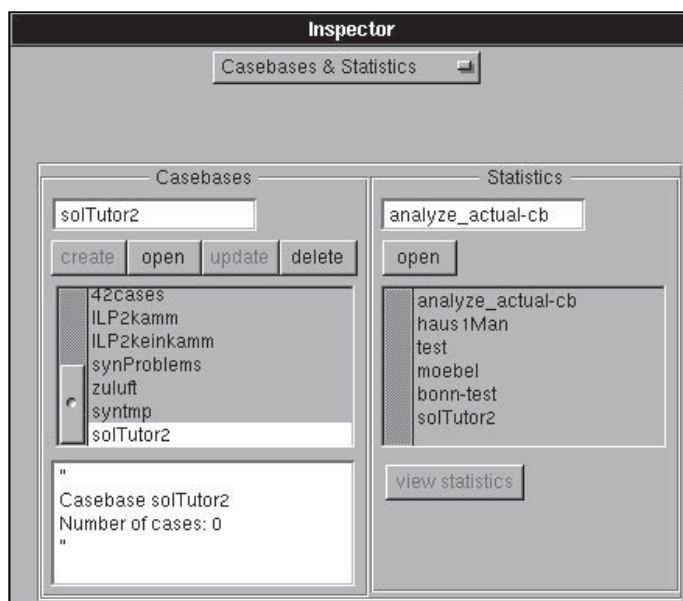 Inspector
Casebases & Statistics
Casebases
solTutor2
create open update delete
42cases
ILP2kamm
ILP2keinkamm
synProblems
zuluft
syntmp
solTutor2
"
Casebase solTutor2
Number of cases: 0
"
Statistics
analyze_actual-cb
open
analyze_actual-cb
haus1Man
test
moebel
bonn-test
solTutor2
view statistics